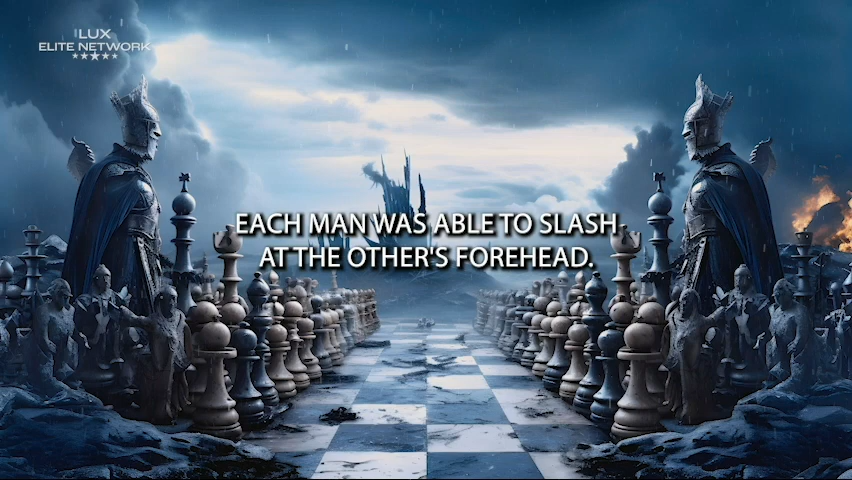 LUX
ELITE NETWORK
EACH MAN WAS ABLE TO SLASH
AT THE OTHER'S FOREHEAD.